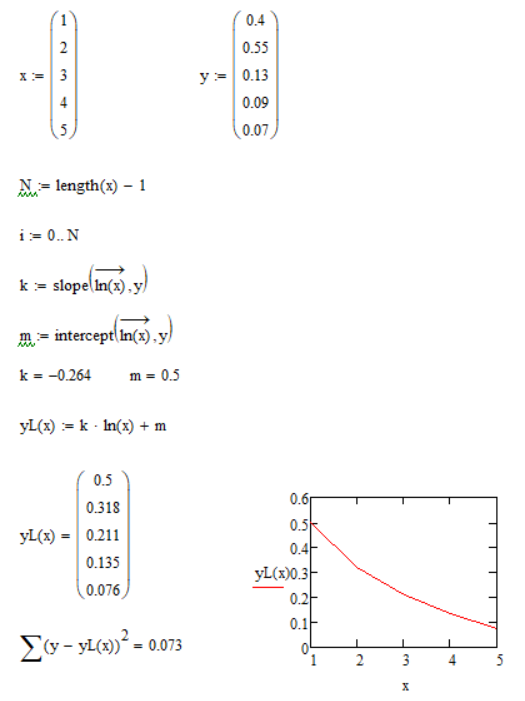 x := (1 2 3 4 5) y := (0.4 0.55 0.13 0.09 0.07)
N := length(x) − 1
i := 0.. N
k := slope(ln(x), y)
m := intercept(ln(x), y)
k = −0.264 m = 0.5
yL(x) := k · ln(x) + m
yL(x) = (0.5 0.318 0.211 0.135 0.076)
∑(y − yL(x))² = 0.073
0.6
0.5
0.4
yL(x) 0.3
0.2
0.1
0
1 2 3 4 5
x